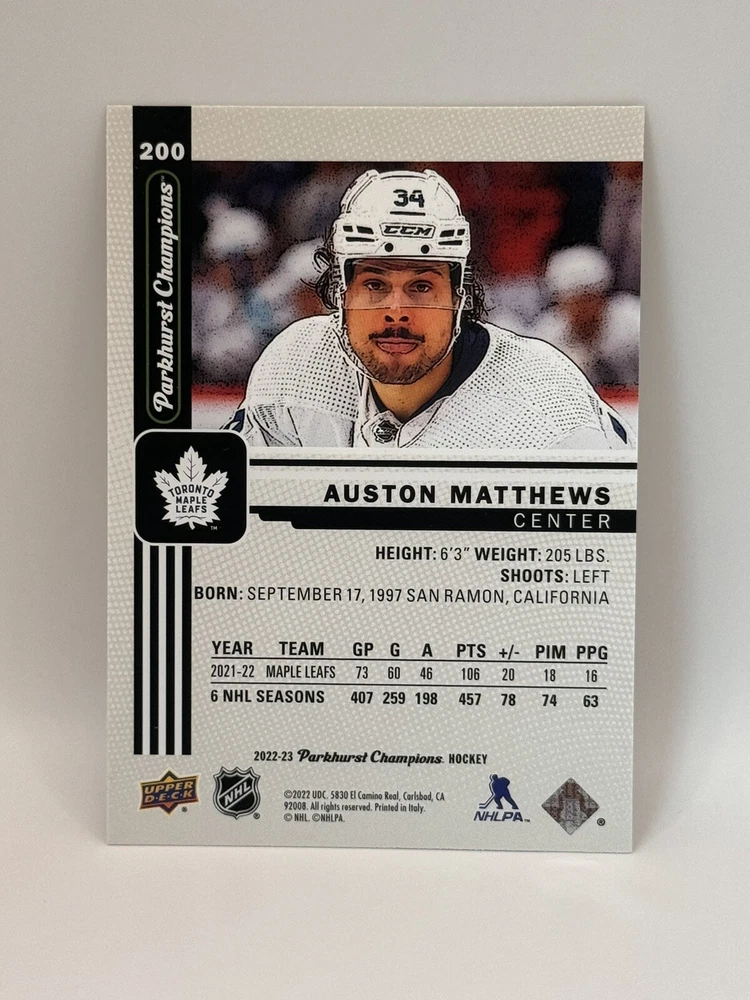 200
Parkhurst Champions
34
CCM
TORONTO
MAPLE
LEAFS
TM
AUSTON MATTHEWS
CENTER
HEIGHT: 6'3" WEIGHT: 205 LBS.
SHOOTS: LEFT
BORN: SEPTEMBER 17, 1997 SAN RAMON, CALIFORNIA
YEAR TEAM GP G A PTS +/- PIM PPG
2021-22 MAPLE LEAFS 73 60 46 106 20 18 16
6 NHL SEASONS 407 259 198 457 78 74 63
2022-23 Parkhurst Champions HOCKEY
UPPER
D·E·C·K
®
NHL
®
©2022 UDC. 5830 El Camino Real, Carlsbad, CA
92008. All rights reserved. Printed in Italy.
© NHL. ©NHLPA.
NHLPA™
®